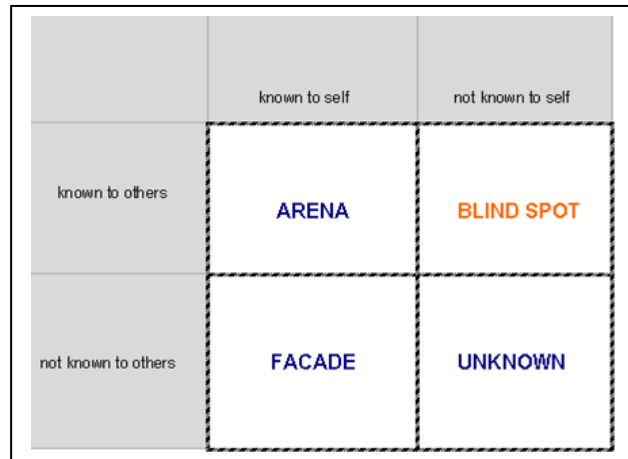 known to self not known to self
known to others ARENA BLIND SPOT
not known to others FACADE UNKNOWN